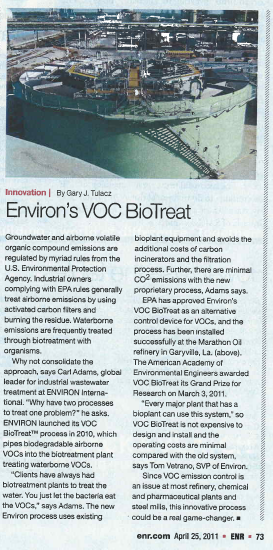 Innovation | By Gary J. Tulacz
Environ's VOC BioTreat
Groundwater and airborne volatile
organic compound emissions are
regulated by myriad rules from the
U.S. Environmental Protection
Agency. Industrial owners
complying with EPA rules generally
treat airborne emissions by using
activated carbon filters and
burning the residue. Waterborne
emissions are frequently treated
through biotreatment with
organisms.
Why not consolidate the
approach, says Carl Adams, global
leader for industrial wastewater
treatment at ENVIRON Interna-
tional. "Why have two processes
to treat one problem?" he asks.
ENVIRON launched its VOC
BioTreat™ process in 2010, which
pipes biodegradable airborne
VOCs into the biotreatment plant
treating waterborne VOCs.
"Clients have always had
biotreatment plants to treat the
water. You just let the bacteria eat
the VOCs," says Adams. The new
Environ process uses existing
bioplant equipment and avoids the
additional costs of carbon
incinerators and the filtration
process. Further, there are minimal
CO² emissions with the new
proprietary process, Adams says.
EPA has approved Environ's
VOC BioTreat as an alternative
control device for VOCs, and the
process has been installed
successfully at the Marathon Oil
refinery in Garyville, La. (above).
The American Academy of
Environmental Engineers awarded
VOC BioTreat its Grand Prize for
Research on March 3, 2011.
"Every major plant that has a
bioplant can use this system," so
VOC BioTreat is not expensive to
design and install and the
operating costs are minimal
compared with the old system,
says Tom Vetrano, SVP of Environ.
Since VOC emission control is
an issue at most refinery, chemical
and pharmaceutical plants and
steel mills, this innovative process
could be a real game-changer. ■
enr.com April 25, 2011 ■ ENR ■ 73